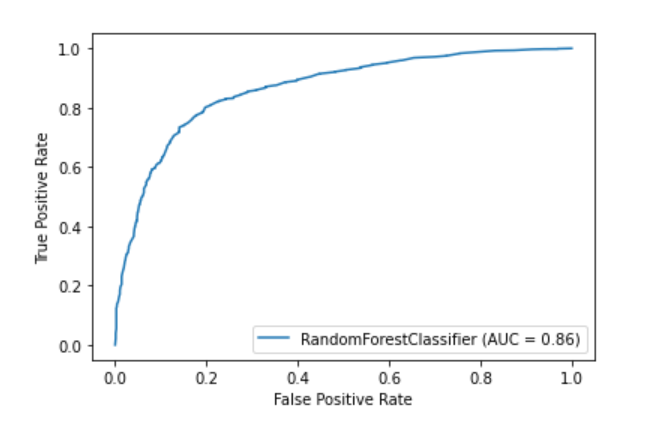 1.0
0.8
0.6
0.4
0.2
0.0
True Positive Rate
RandomForestClassifier (AUC = 0.86)
0.0 0.2 0.4 0.6 0.8 1.0
False Positive Rate